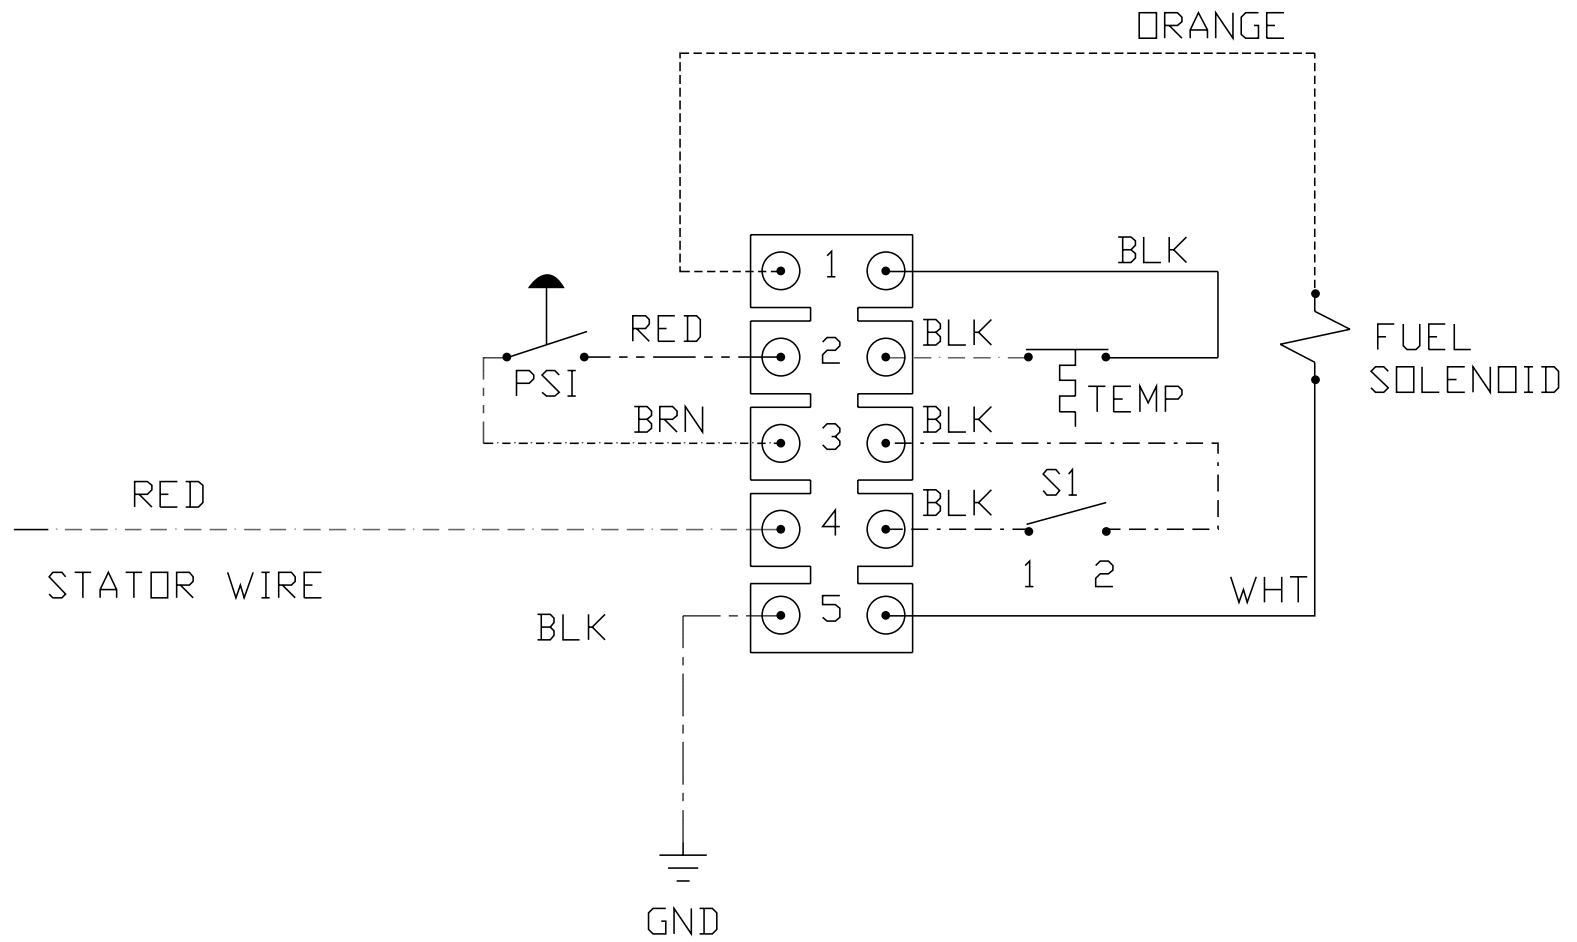 ORANGE
BLK
1
RED
BLK
FUEL
SOLENOID
2
PSI
TEMP
BRN
3
BLK
RED
S1
4
BLK
STATOR WIRE
1 2
WHT
BLK
5
GND